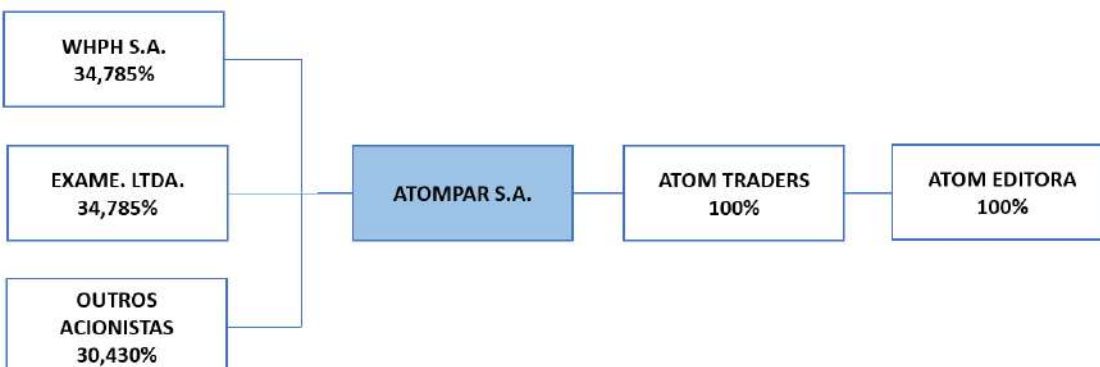 WHPH S.A.
34,785%
EXAME. LTDA.
34,785%
OUTROS
ACIONISTAS
30,430%
ATOMPAR S.A.
ATOM TRADERS
100%
ATOM EDITORA
100%